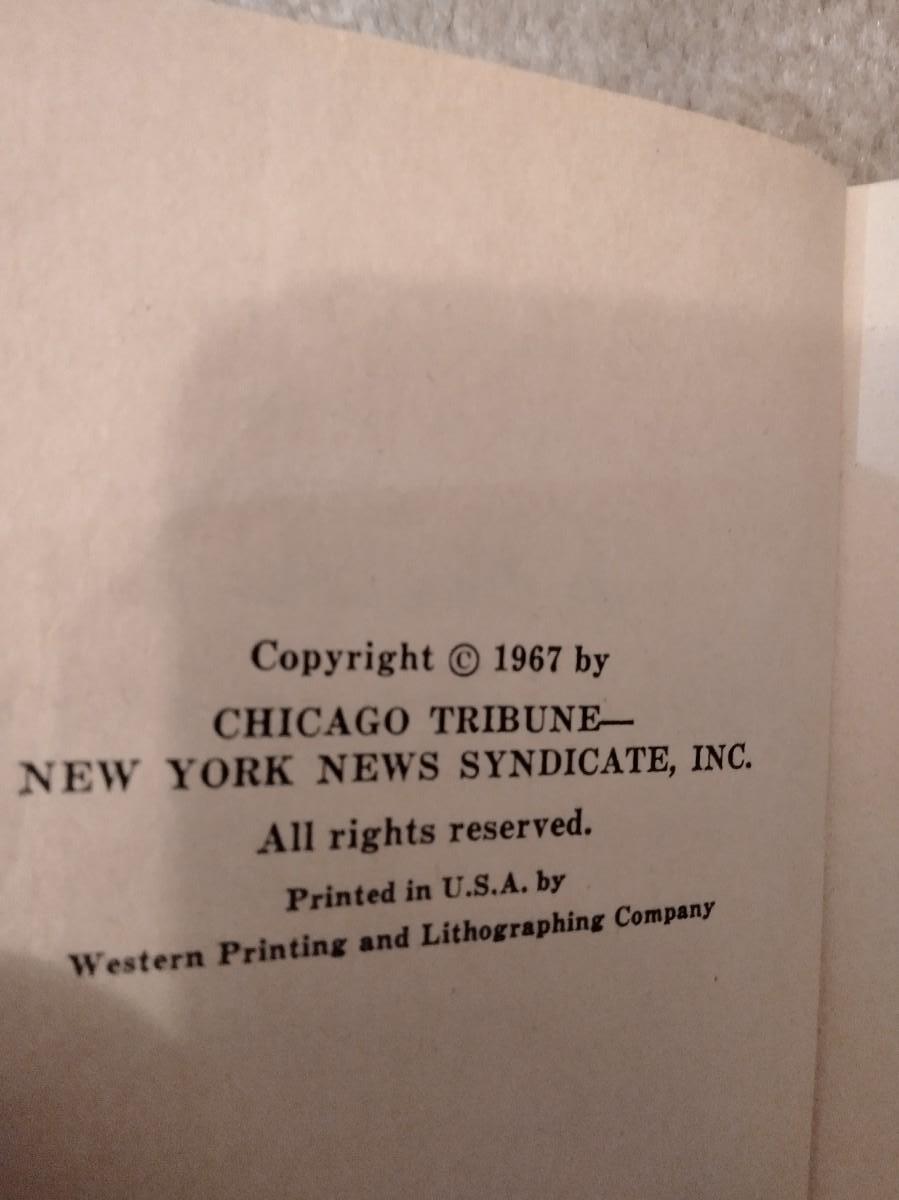 Copyright © 1967 by
CHICAGO TRIBUNE—
NEW YORK NEWS SYNDICATE, INC.
All rights reserved.
Printed in U.S.A. by
Western Printing and Lithographing Company